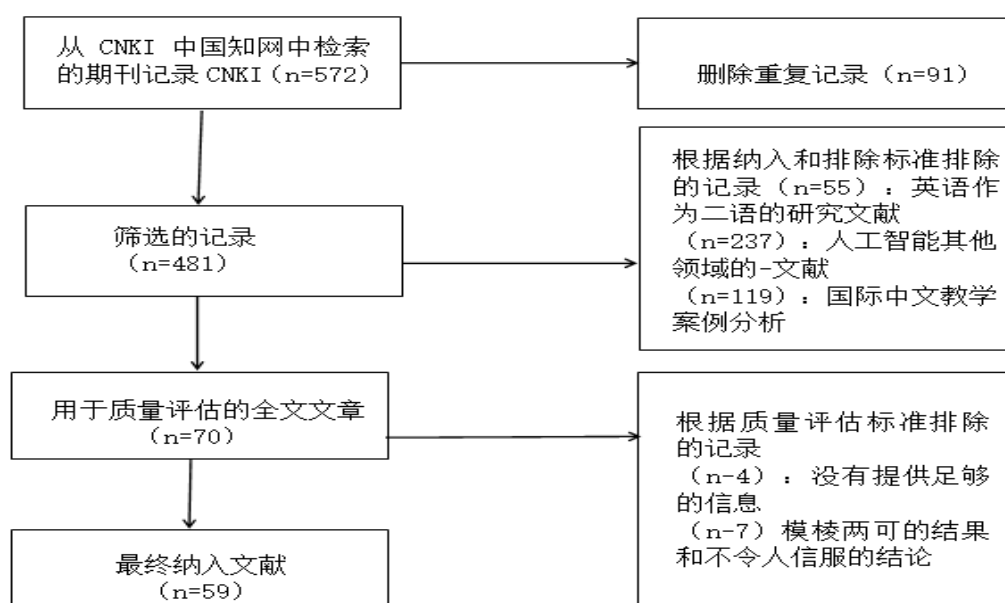 从 CNKI 中国知网中检索
的期刊记录 CNKI（n=572）
删除重复记录（n=91）
筛选的记录
（n=481）
根据纳入和排除标准排除
的记录（n=55）：英语作
为二语的研究文献
（n=237）：人工智能其他
领域的-文献
（n=119）：国际中文教学
案例分析
用于质量评估的全文文章
（n=70）
根据质量评估标准排除
的记录
（n-4）：没有提供足够
的信息
（n-7）模棱两可的结果
和不令人信服的结论
最终纳入文献
（n=59）